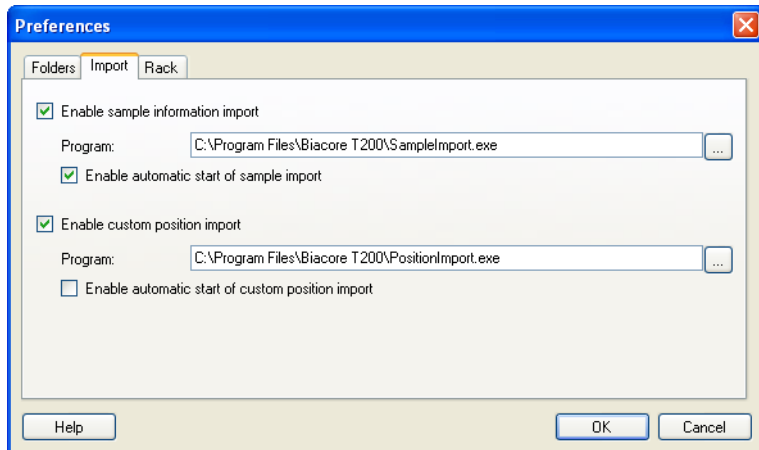 Preferences
Folders Import Rack
Enable sample information import
Program: C:\Program Files\Biacore T200\SampleImport.exe ...
Enable automatic start of sample import
Enable custom position import
Program: C:\Program Files\Biacore T200\PositionImport.exe ...
Enable automatic start of custom position import
Help OK Cancel